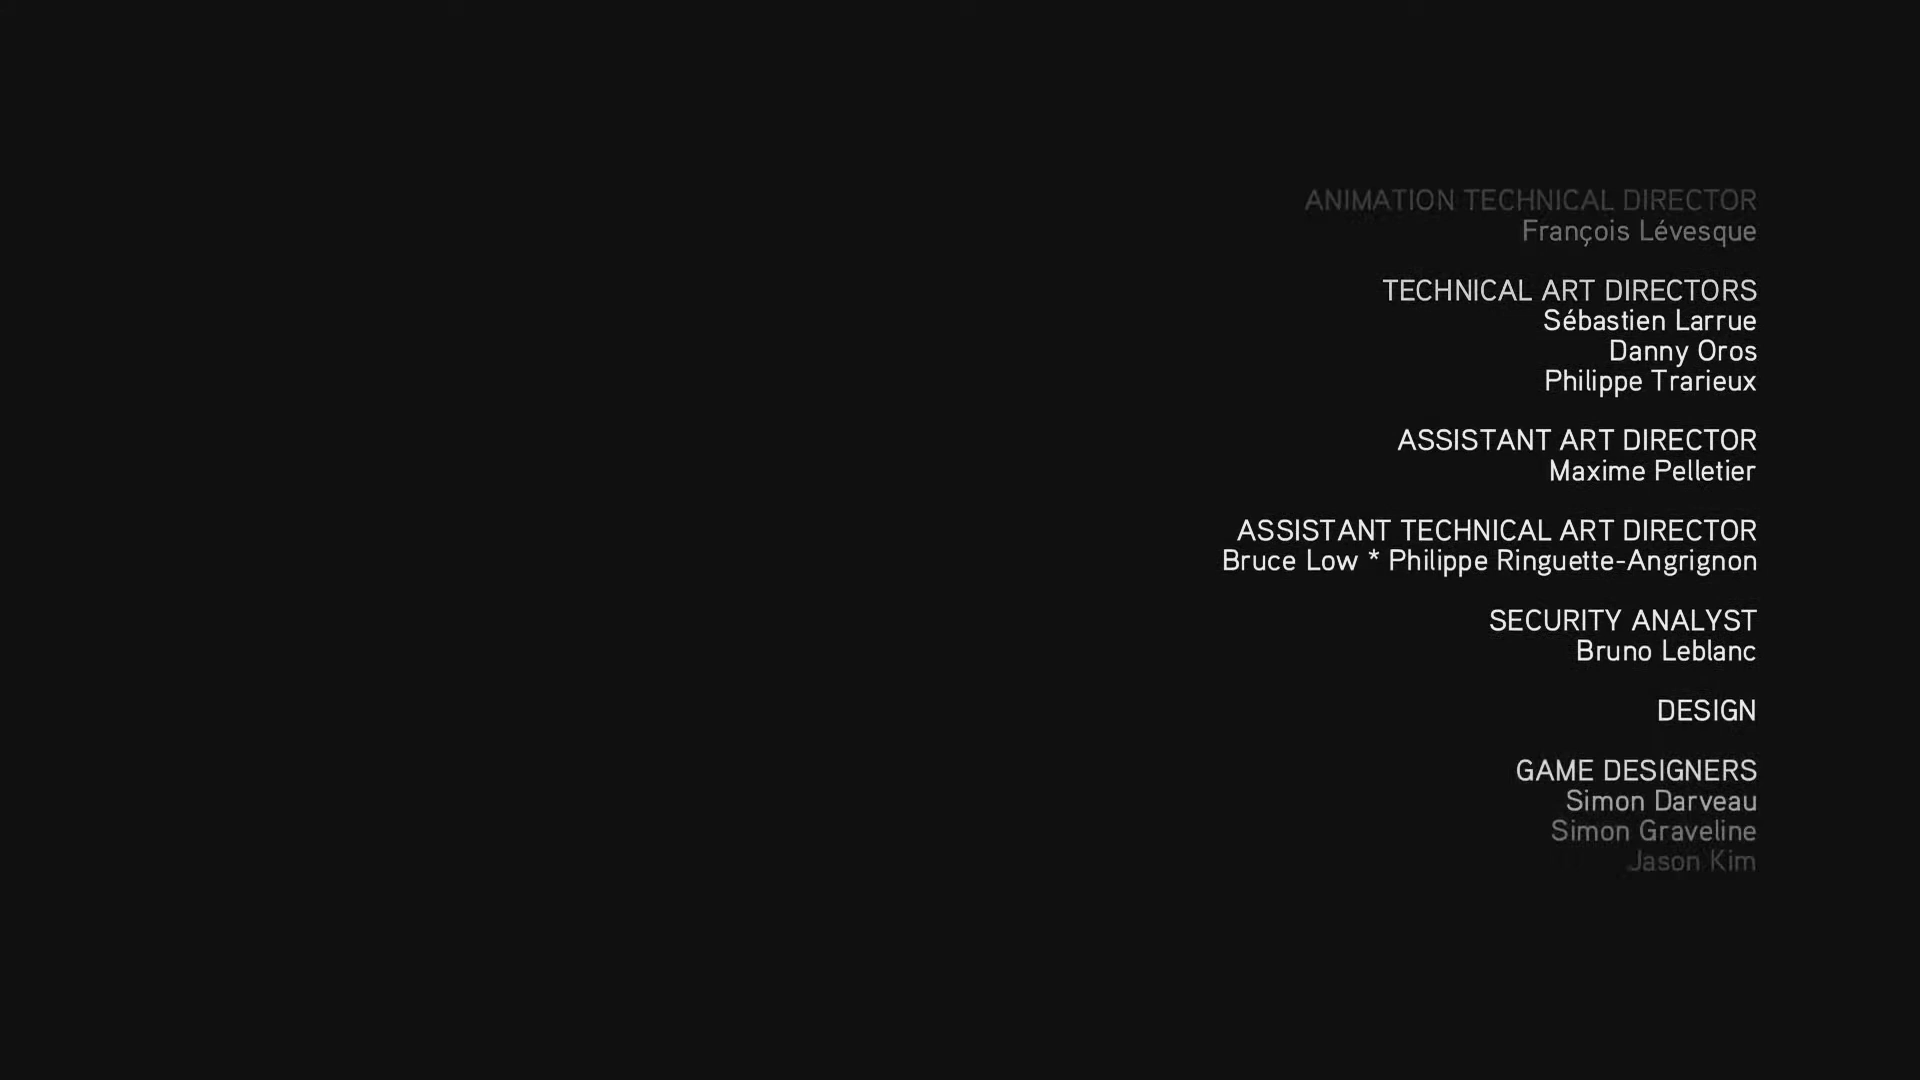 ANIMATION TECHNICAL DIRECTOR
François Lévesque
TECHNICAL ART DIRECTORS
Sébastien Larrue
Danny Oros
Philippe Trarieux
ASSISTANT ART DIRECTOR
Maxime Pelletier
ASSISTANT TECHNICAL ART DIRECTOR
Bruce Low * Philippe Ringuette-Angrignon
SECURITY ANALYST
Bruno Leblanc
DESIGN
GAME DESIGNERS
Simon Darveau
Simon Graveline
Jason Kim